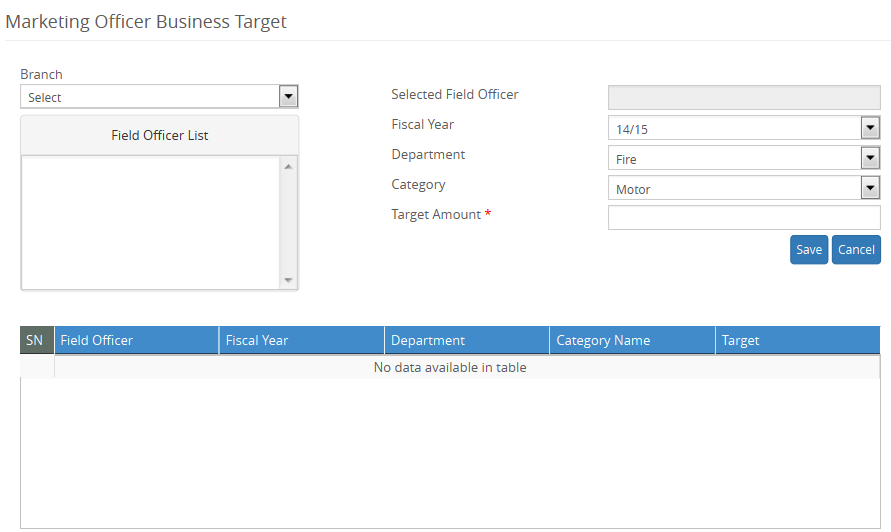 Marketing Officer Business Target
Branch
Select
Field Officer List
Selected Field Officer
Fiscal Year
14/15
Department
Fire
Category
Motor
Target Amount *
Save Cancel
SN Field Officer Fiscal Year Department Category Name Target
No data available in table